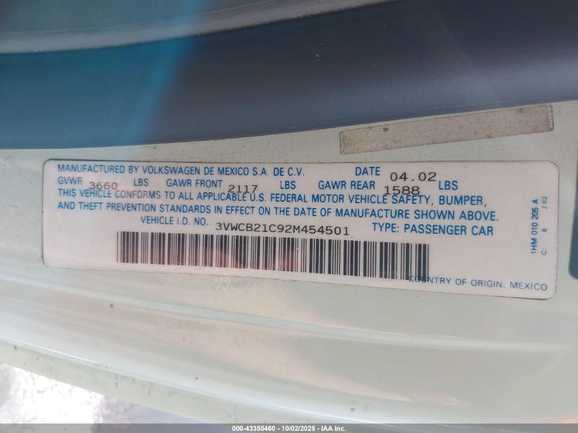 MANUFACTURED BY VOLKSWAGEN DE MEXICO S.A. DE C.V. DATE 04.02
GVWR 3660 LBS GAWR FRONT 2117 LBS GAWR REAR 1588 LBS
THIS VEHICLE CONFORMS TO ALL APPLICABLE U.S. FEDERAL MOTOR VEHICLE SAFETY, BUMPER,
AND THEFT PREVENTION STANDARDS IN EFFECT ON THE DATE OF MANUFACTURE SHOWN ABOVE.
VEHICLE I.D. NO. 3VWCB21C92M454501 TYPE: PASSENGER CAR
COUNTRY OF ORIGIN: MEXICO
1HM 010 205 A
000-43350460 - 10/02/2025 - IAA Inc.